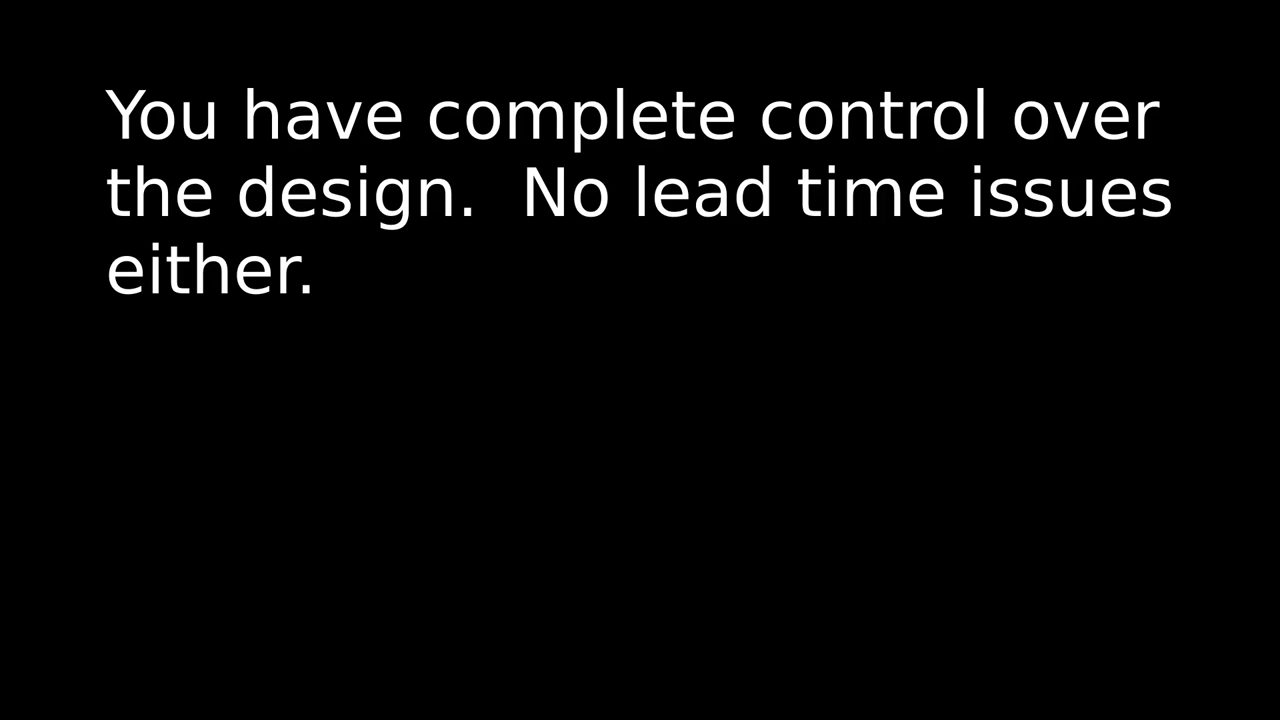 You have complete control over
the design.  No lead time issues
either.